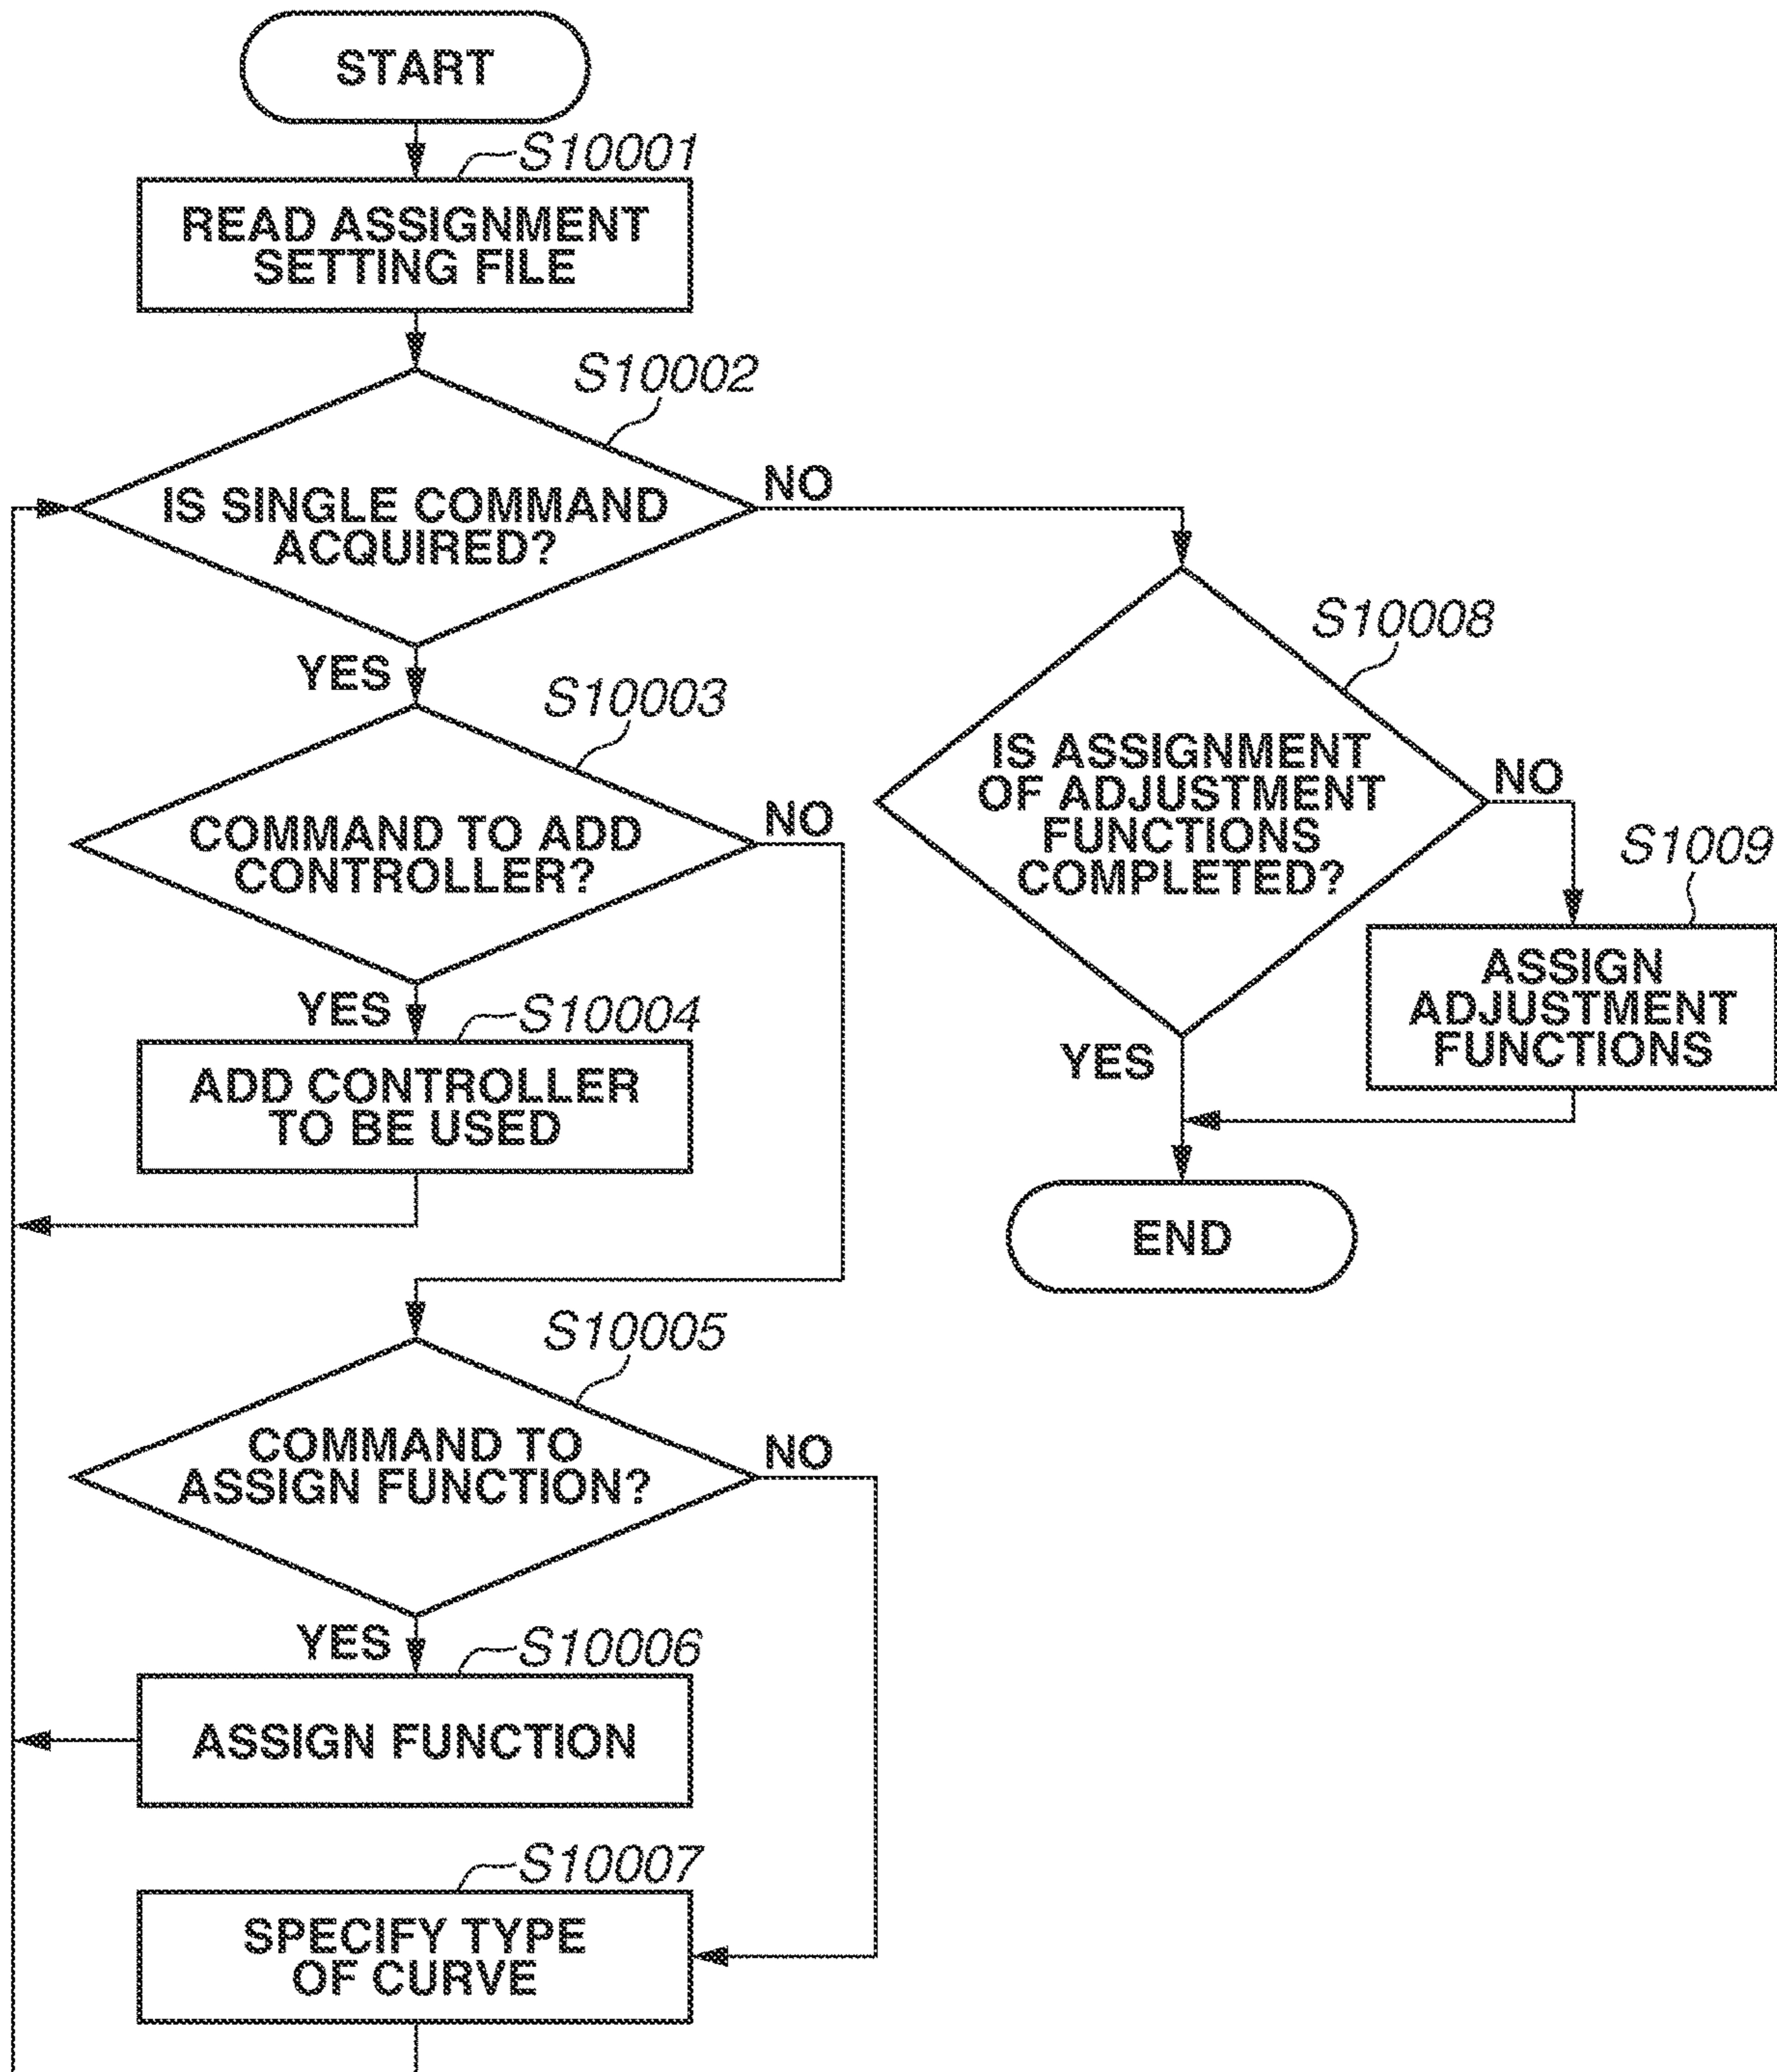 START
S10001
READ ASSIGNMENT
SETTING FILE
S10002
IS SINGLE COMMAND
ACQUIRED?
NO
YES
S10003
COMMAND TO ADD
CONTROLLER?
NO
YES
S10004
ADD CONTROLLER
TO BE USED
S10005
COMMAND TO
ASSIGN FUNCTION?
NO
YES
S10006
ASSIGN FUNCTION
S10007
SPECIFY TYPE
OF CURVE
S10008
IS ASSIGNMENT
OF ADJUSTMENT
FUNCTIONS
COMPLETED?
NO
YES
S1009
ASSIGN
ADJUSTMENT
FUNCTIONS
END